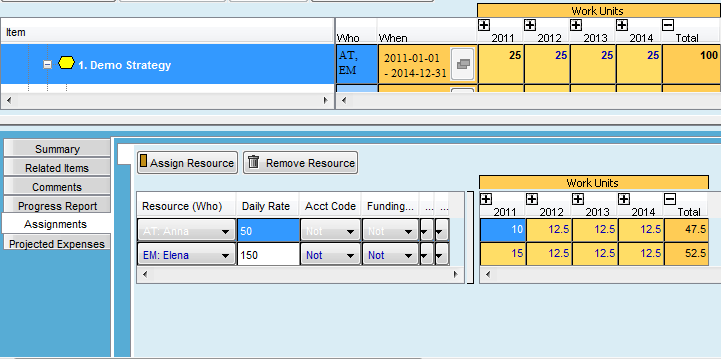 Work Units
Item Who When 2011 2012 2013 2014 Total
1. Demo Strategy AT, EM 2011-01-01 - 2014-12-31 25 25 25 25 100
Summary
Related Items
Comments
Progress Report
Assignments
Projected Expenses
Assign Resource Remove Resource
Work Units
Resource (Who) Daily Rate Acct Code Funding... ... ... 2011 2012 2013 2014 Total
AT: Anna 50 Not Not 10 12.5 12.5 12.5 47.5
EM: Elena 150 Not Not 15 12.5 12.5 12.5 52.5